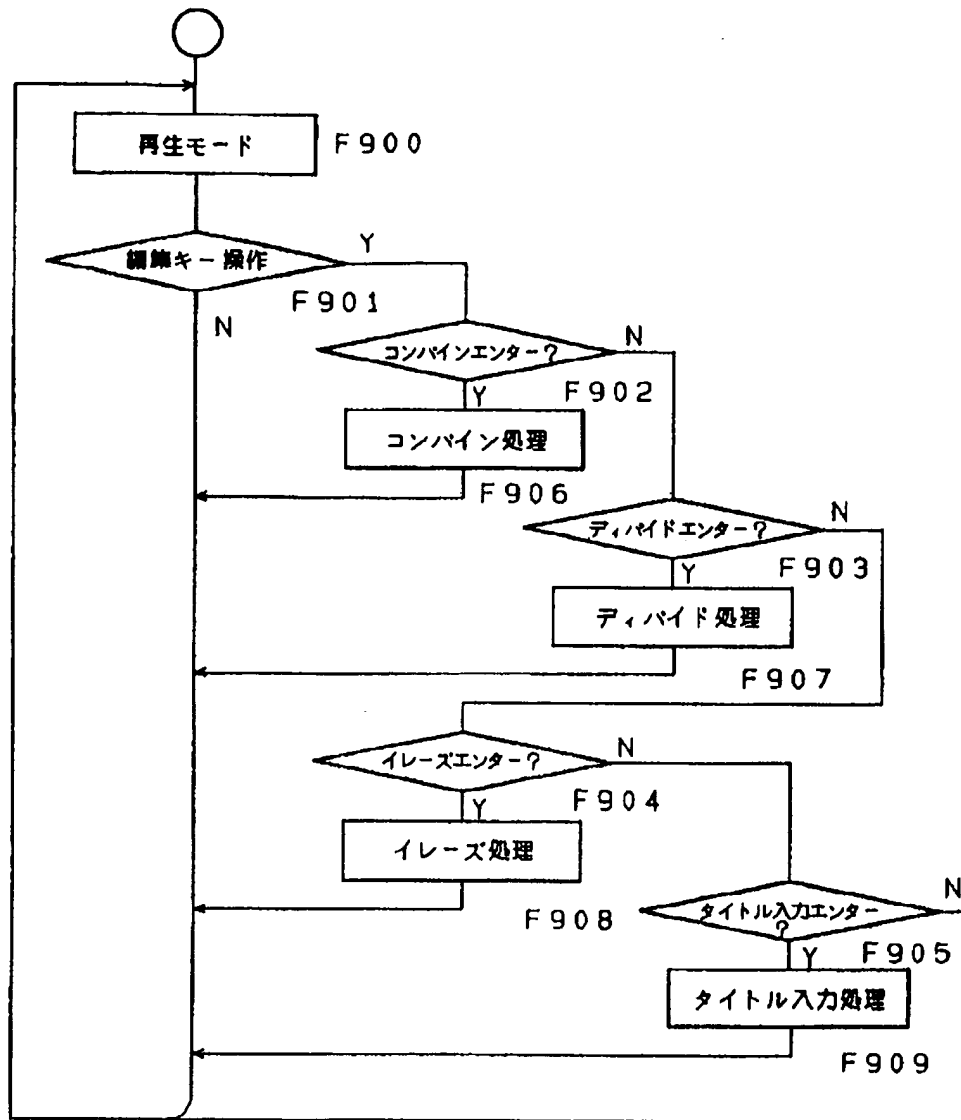 再生モード
F900
編集キー操作
Y
F901
N
コンバインエンター?
N
F902
Y
コンバイン処理
F906
ディバイドエンター?
N
F903
Y
ディバイド処理
F907
イレーズエンター?
N
F904
Y
イレーズ処理
F908
タイトル入力エンター
?
N
F905
Y
タイトル入力処理
F909